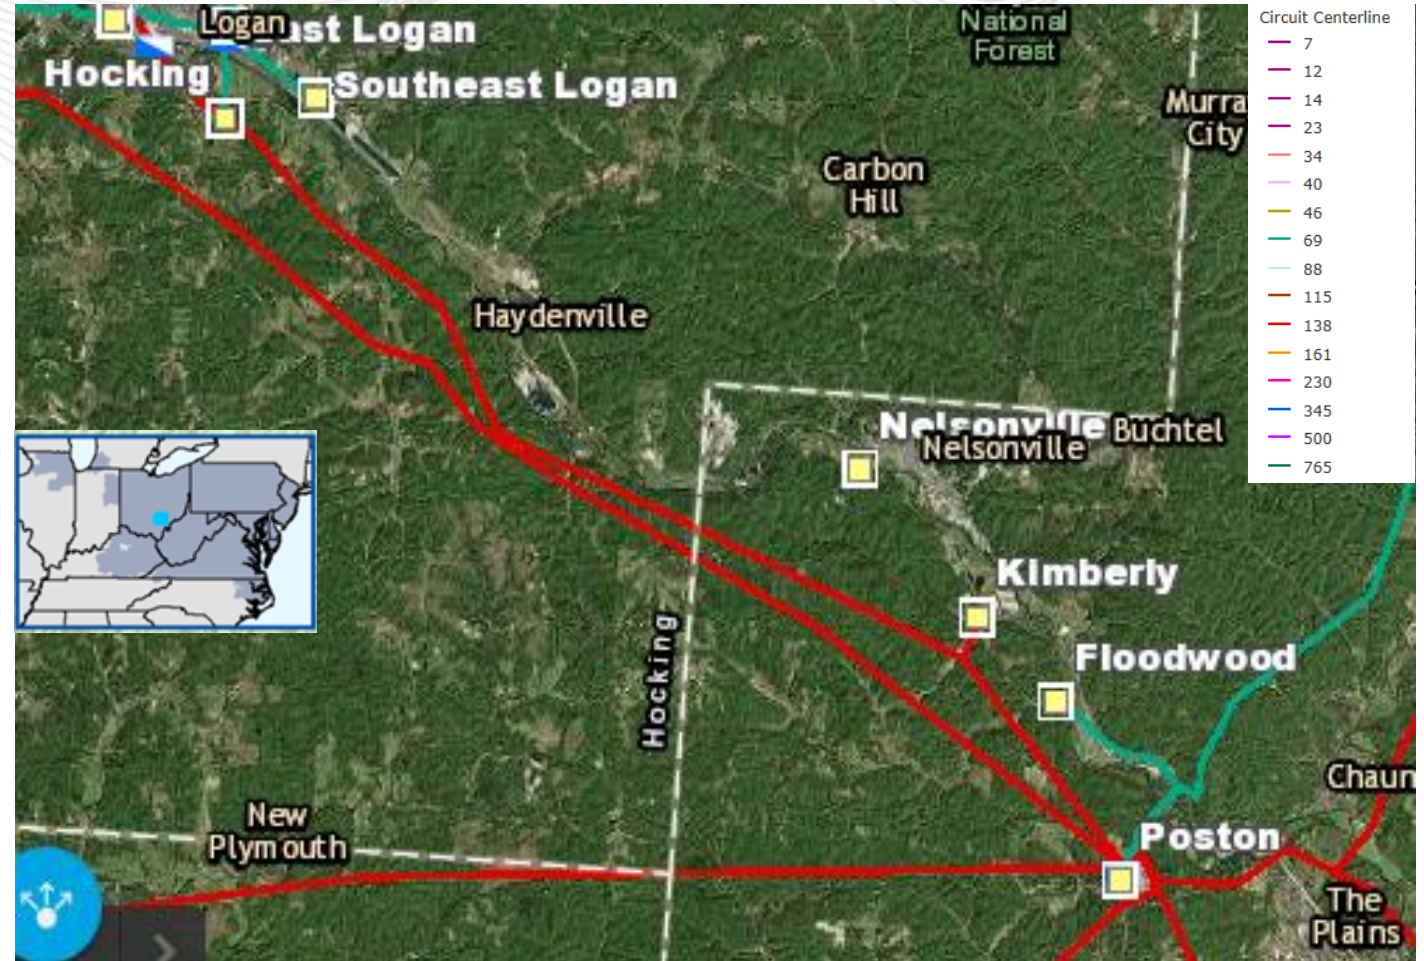 Logan
ast Logan
Hocking
Southeast Logan
National
Forest
Murra
City
Carbon
Hill
Haydenville
Nelsonville
Nelsonville
Buchtel
Kimberly
Floodwood
Hocking
New
Plymouth
Poston
Chaun
The
Plains
Circuit Centerline
7
12
14
23
34
40
46
69
88
115
138
161
230
345
500
765